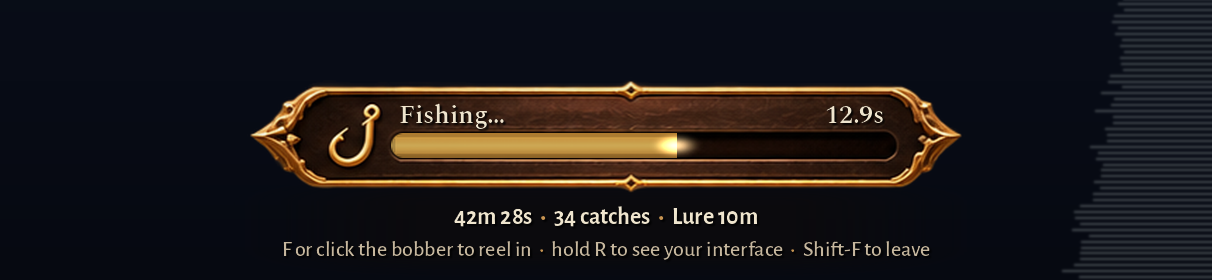 Fishing... 12.9s
42m 28s · 34 catches · Lure 10m
F or click the bobber to reel in · hold R to see your interface · Shift-F to leave